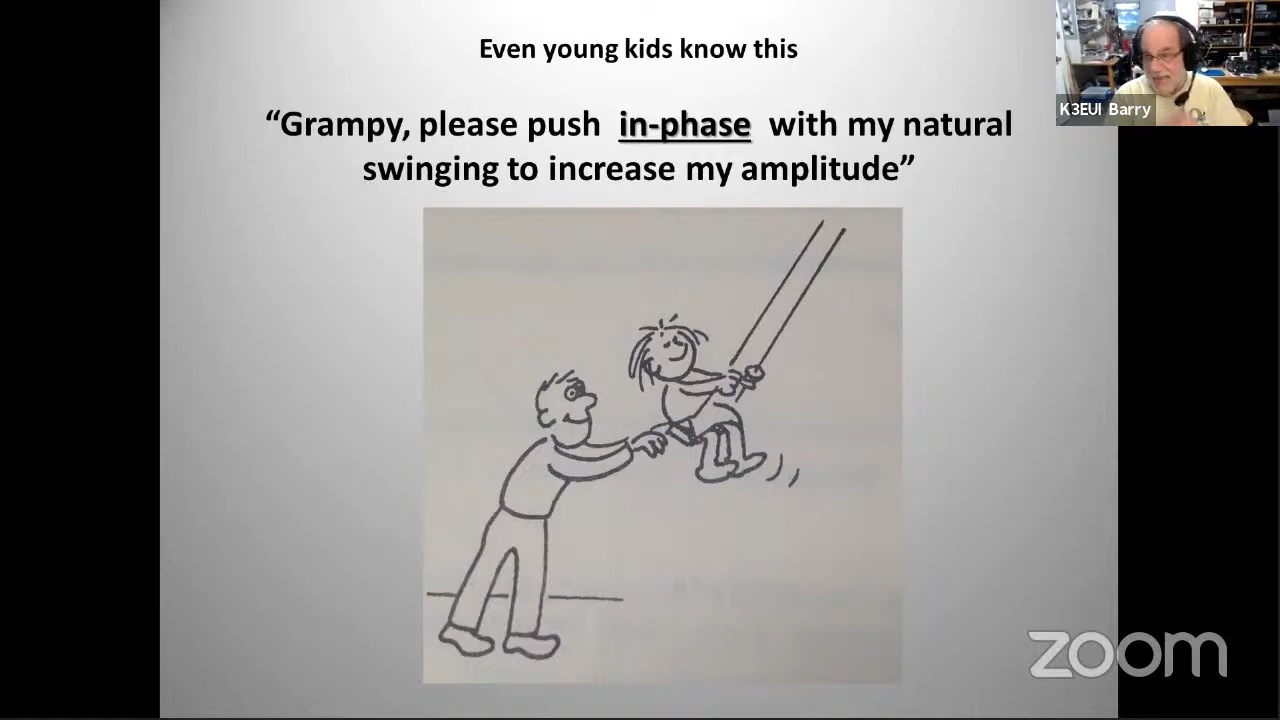 Even young kids know this
“Grampy, please push in-phase with my natural
swinging to increase my amplitude”
K3EUI Barry
zoom